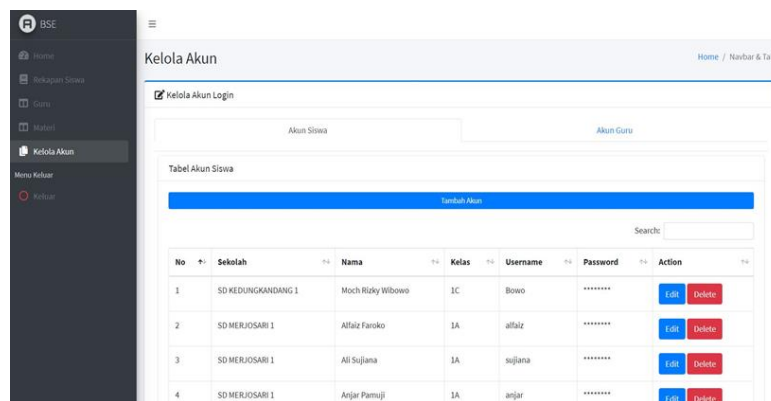 R BSE
Home
Rekapan Siswa
Guru
Materi
Kelola Akun
Menu Keluar
Keluar
Kelola Akun
Home / Navbar & Ta
Kelola Akun Login
Akun Siswa Akun Guru
Tabel Akun Siswa
Tambah Akun
Search:
No Sekolah Nama Kelas Username Password Action
1 SD KEDUNGKANDANG 1 Moch Rizky Wibowo 1C Bowo ******** Edit Delete
2 SD MERJOSARI 1 Alfaiz Faroko 1A alfaiz ******** Edit Delete
3 SD MERJOSARI 1 Ali Sujiana 1A sujiana ******** Edit Delete
4 SD MERJOSARI 1 Anjar Pamuji 1A anjar ******** Edit Delete